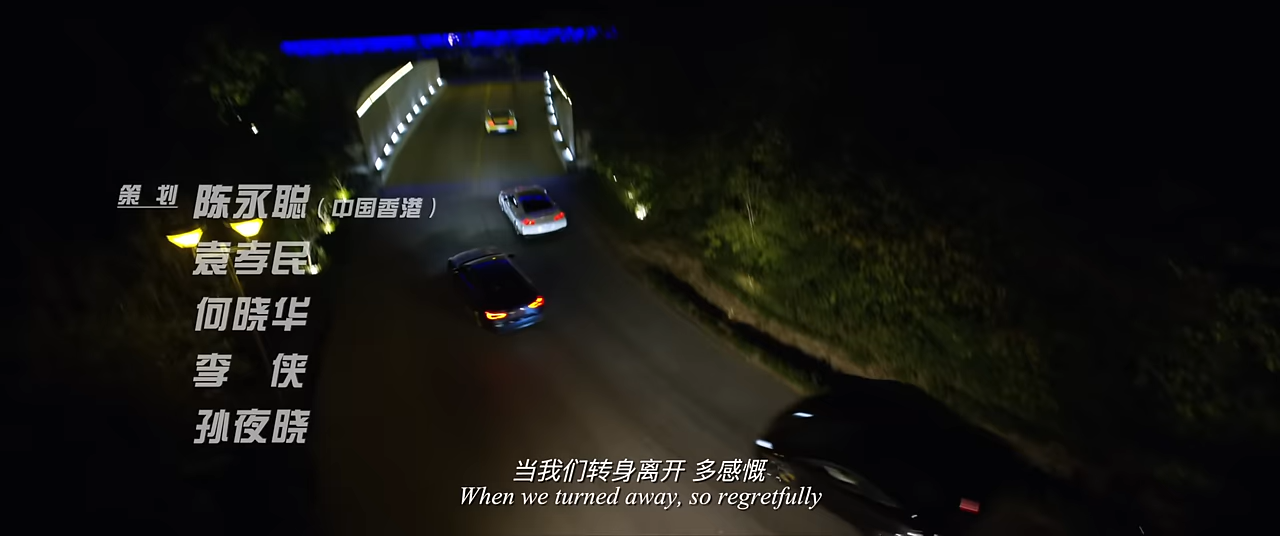 策 划 陈永聪（中国香港）
袁孝民
何晓华
李 侠
孙夜晓
当我们转身离开 多感慨
When we turned away, so regretfully